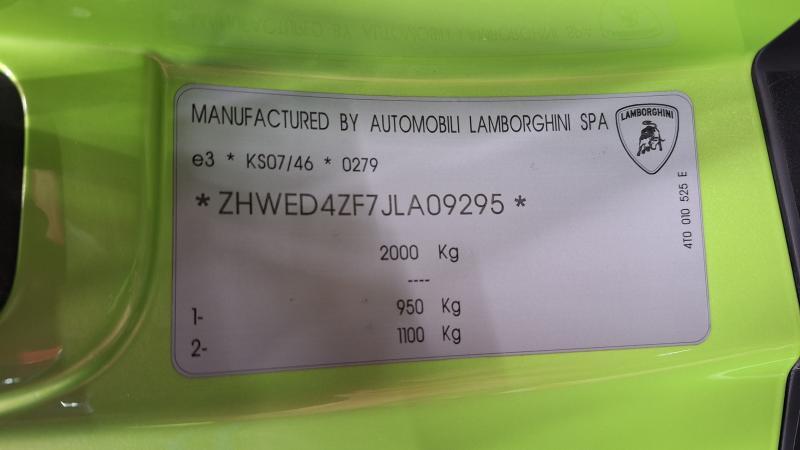 MANUFACTURED BY AUTOMOBILI LAMBORGHINI SPA
LAMBORGHINI
e3 * KS07/46 * 0279
*ZHWED4ZF7JLA09295*
4T0 010 525 E
2000 Kg
----
1- 950 Kg
2- 1100 Kg